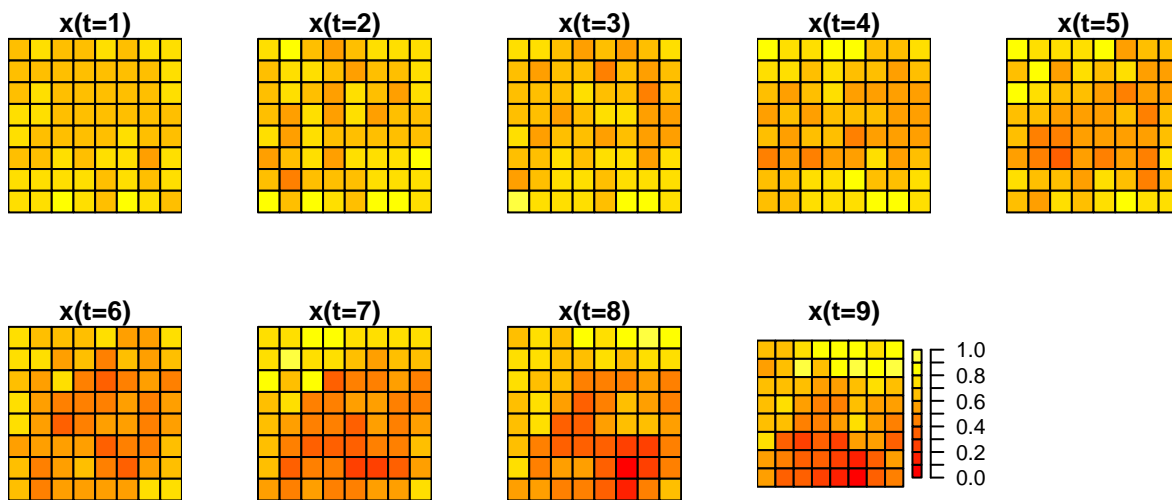 x(t=1)
x(t=2)
x(t=3)
x(t=4)
x(t=5)
x(t=6)
x(t=7)
x(t=8)
x(t=9)
1.0
0.8
0.6
0.4
0.2
0.0